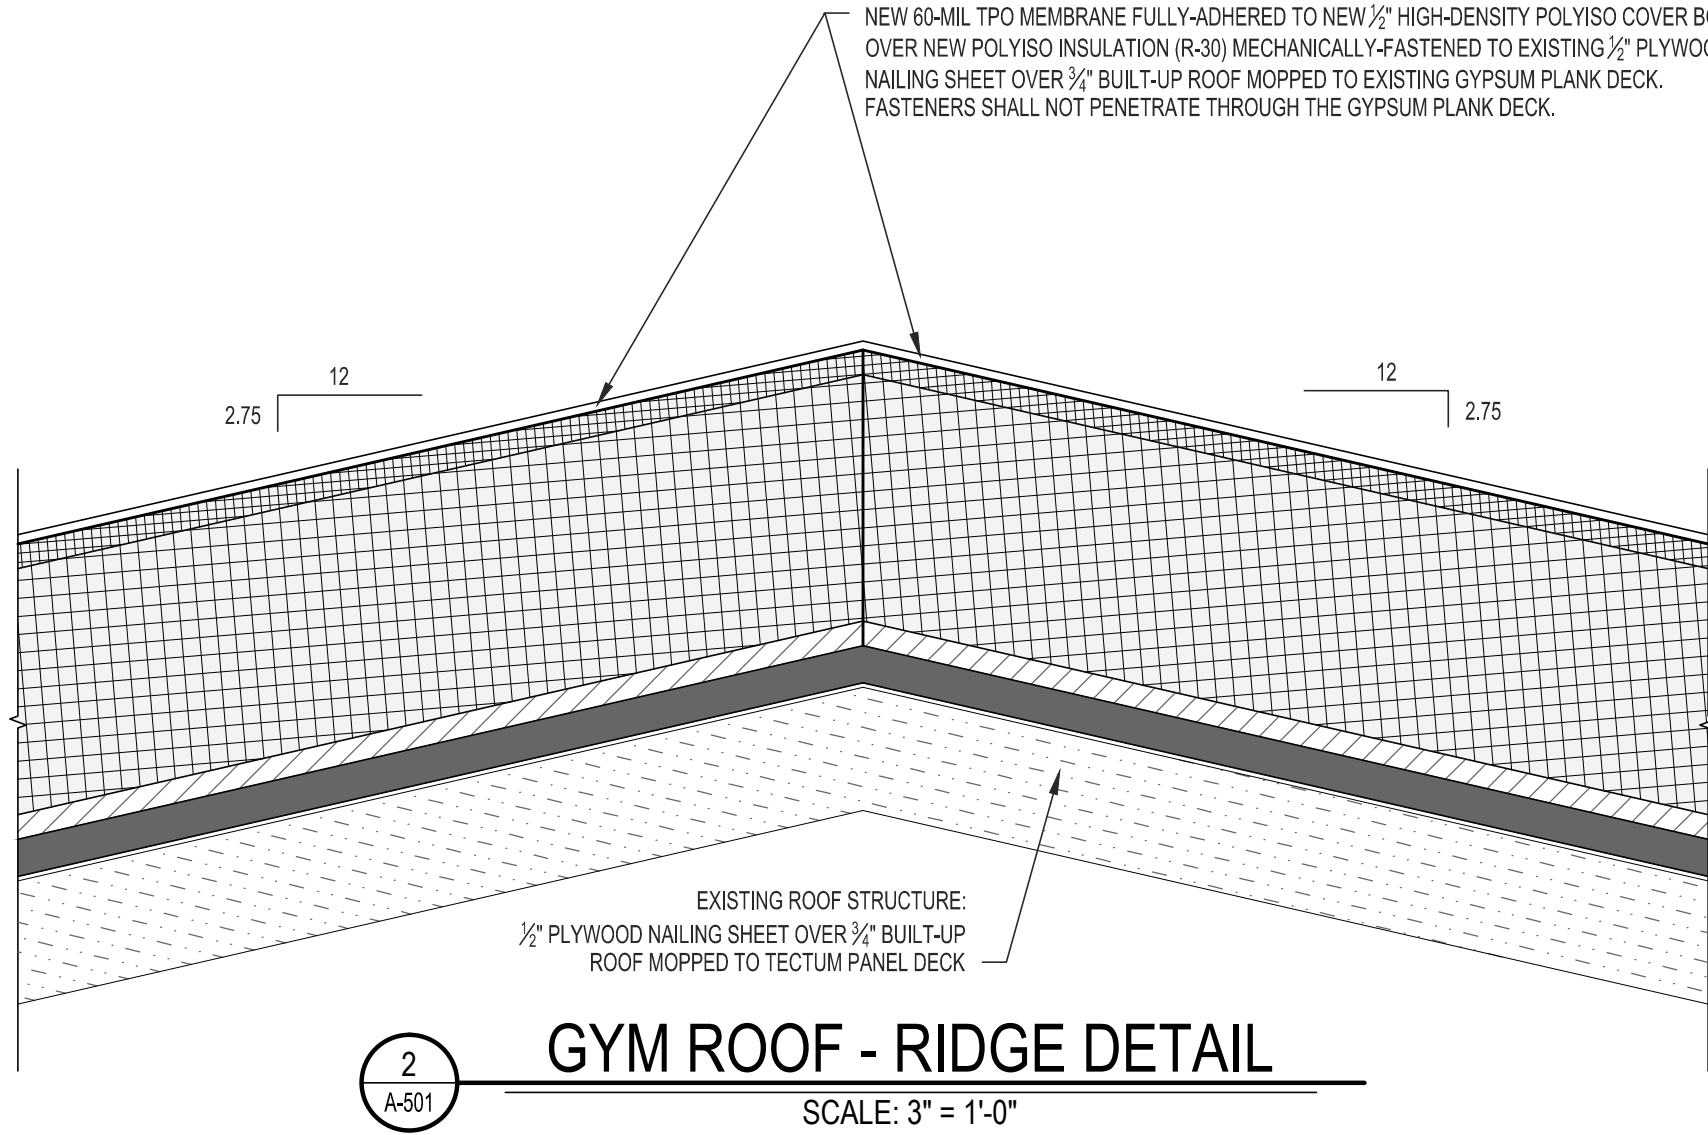 NEW 60-MIL TPO MEMBRANE FULLY-ADHERED TO NEW ½" HIGH-DENSITY POLYISO COVER
OVER NEW POLYISO INSULATION (R-30) MECHANICALLY-FASTENED TO EXISTING ½"
NAILING SHEET OVER ¾" BUILT-UP ROOF MOPPED TO EXISTING GYPSUM PLANK DECK.
FASTENERS SHALL NOT PENETRATE THROUGH THE GYPSUM PLANK DECK.
12
2.75
12
2.75
EXISTING ROOF STRUCTURE:
½" PLYWOOD NAILING SHEET OVER ¾" BUILT-UP
ROOF MOPPED TO TECTUM PANEL DECK
2
A-501
GYM ROOF - RIDGE DETAIL
SCALE: 3" = 1'-0"